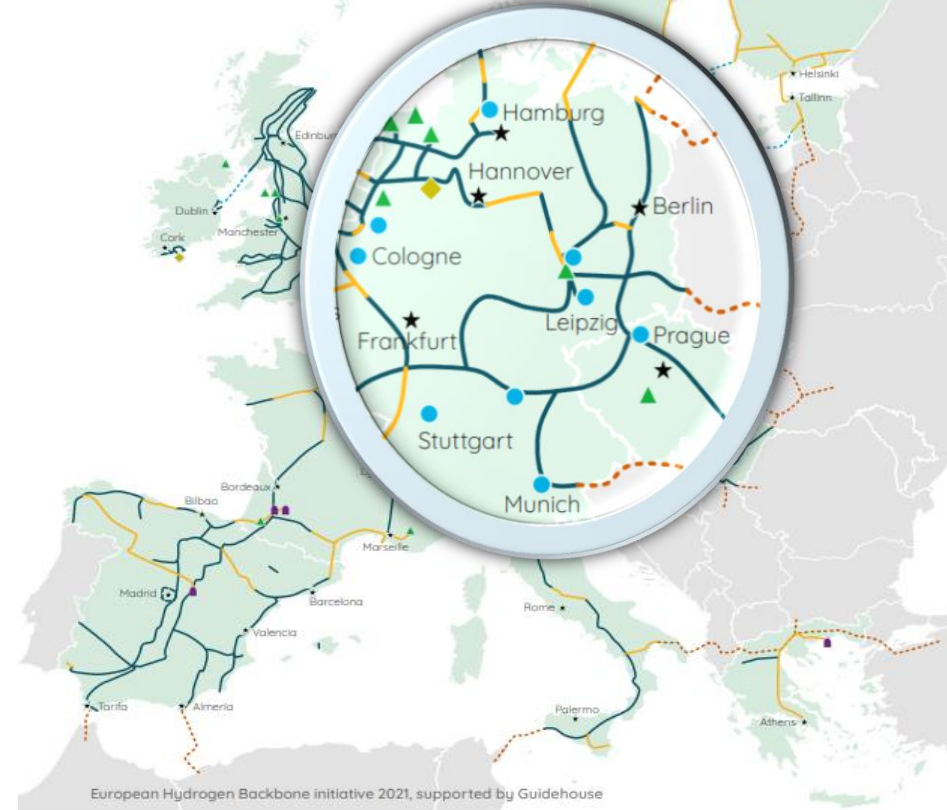 Helsinki
Tallinn
Hamburg
Edinbur
Hannover
Berlin
Dublin
Manchester
Cork
Cologne
S
Leipzig
Prague
Frankfurt
Stuttgart
Bordeaux
Bilbao
Munich
Marseille
Madrid
Barcelona
Rome
Valencia
Tarifa
Almeria
Palermo
Athens
European Hydrogen Backbone initiative 2021, supported by Guidehouse